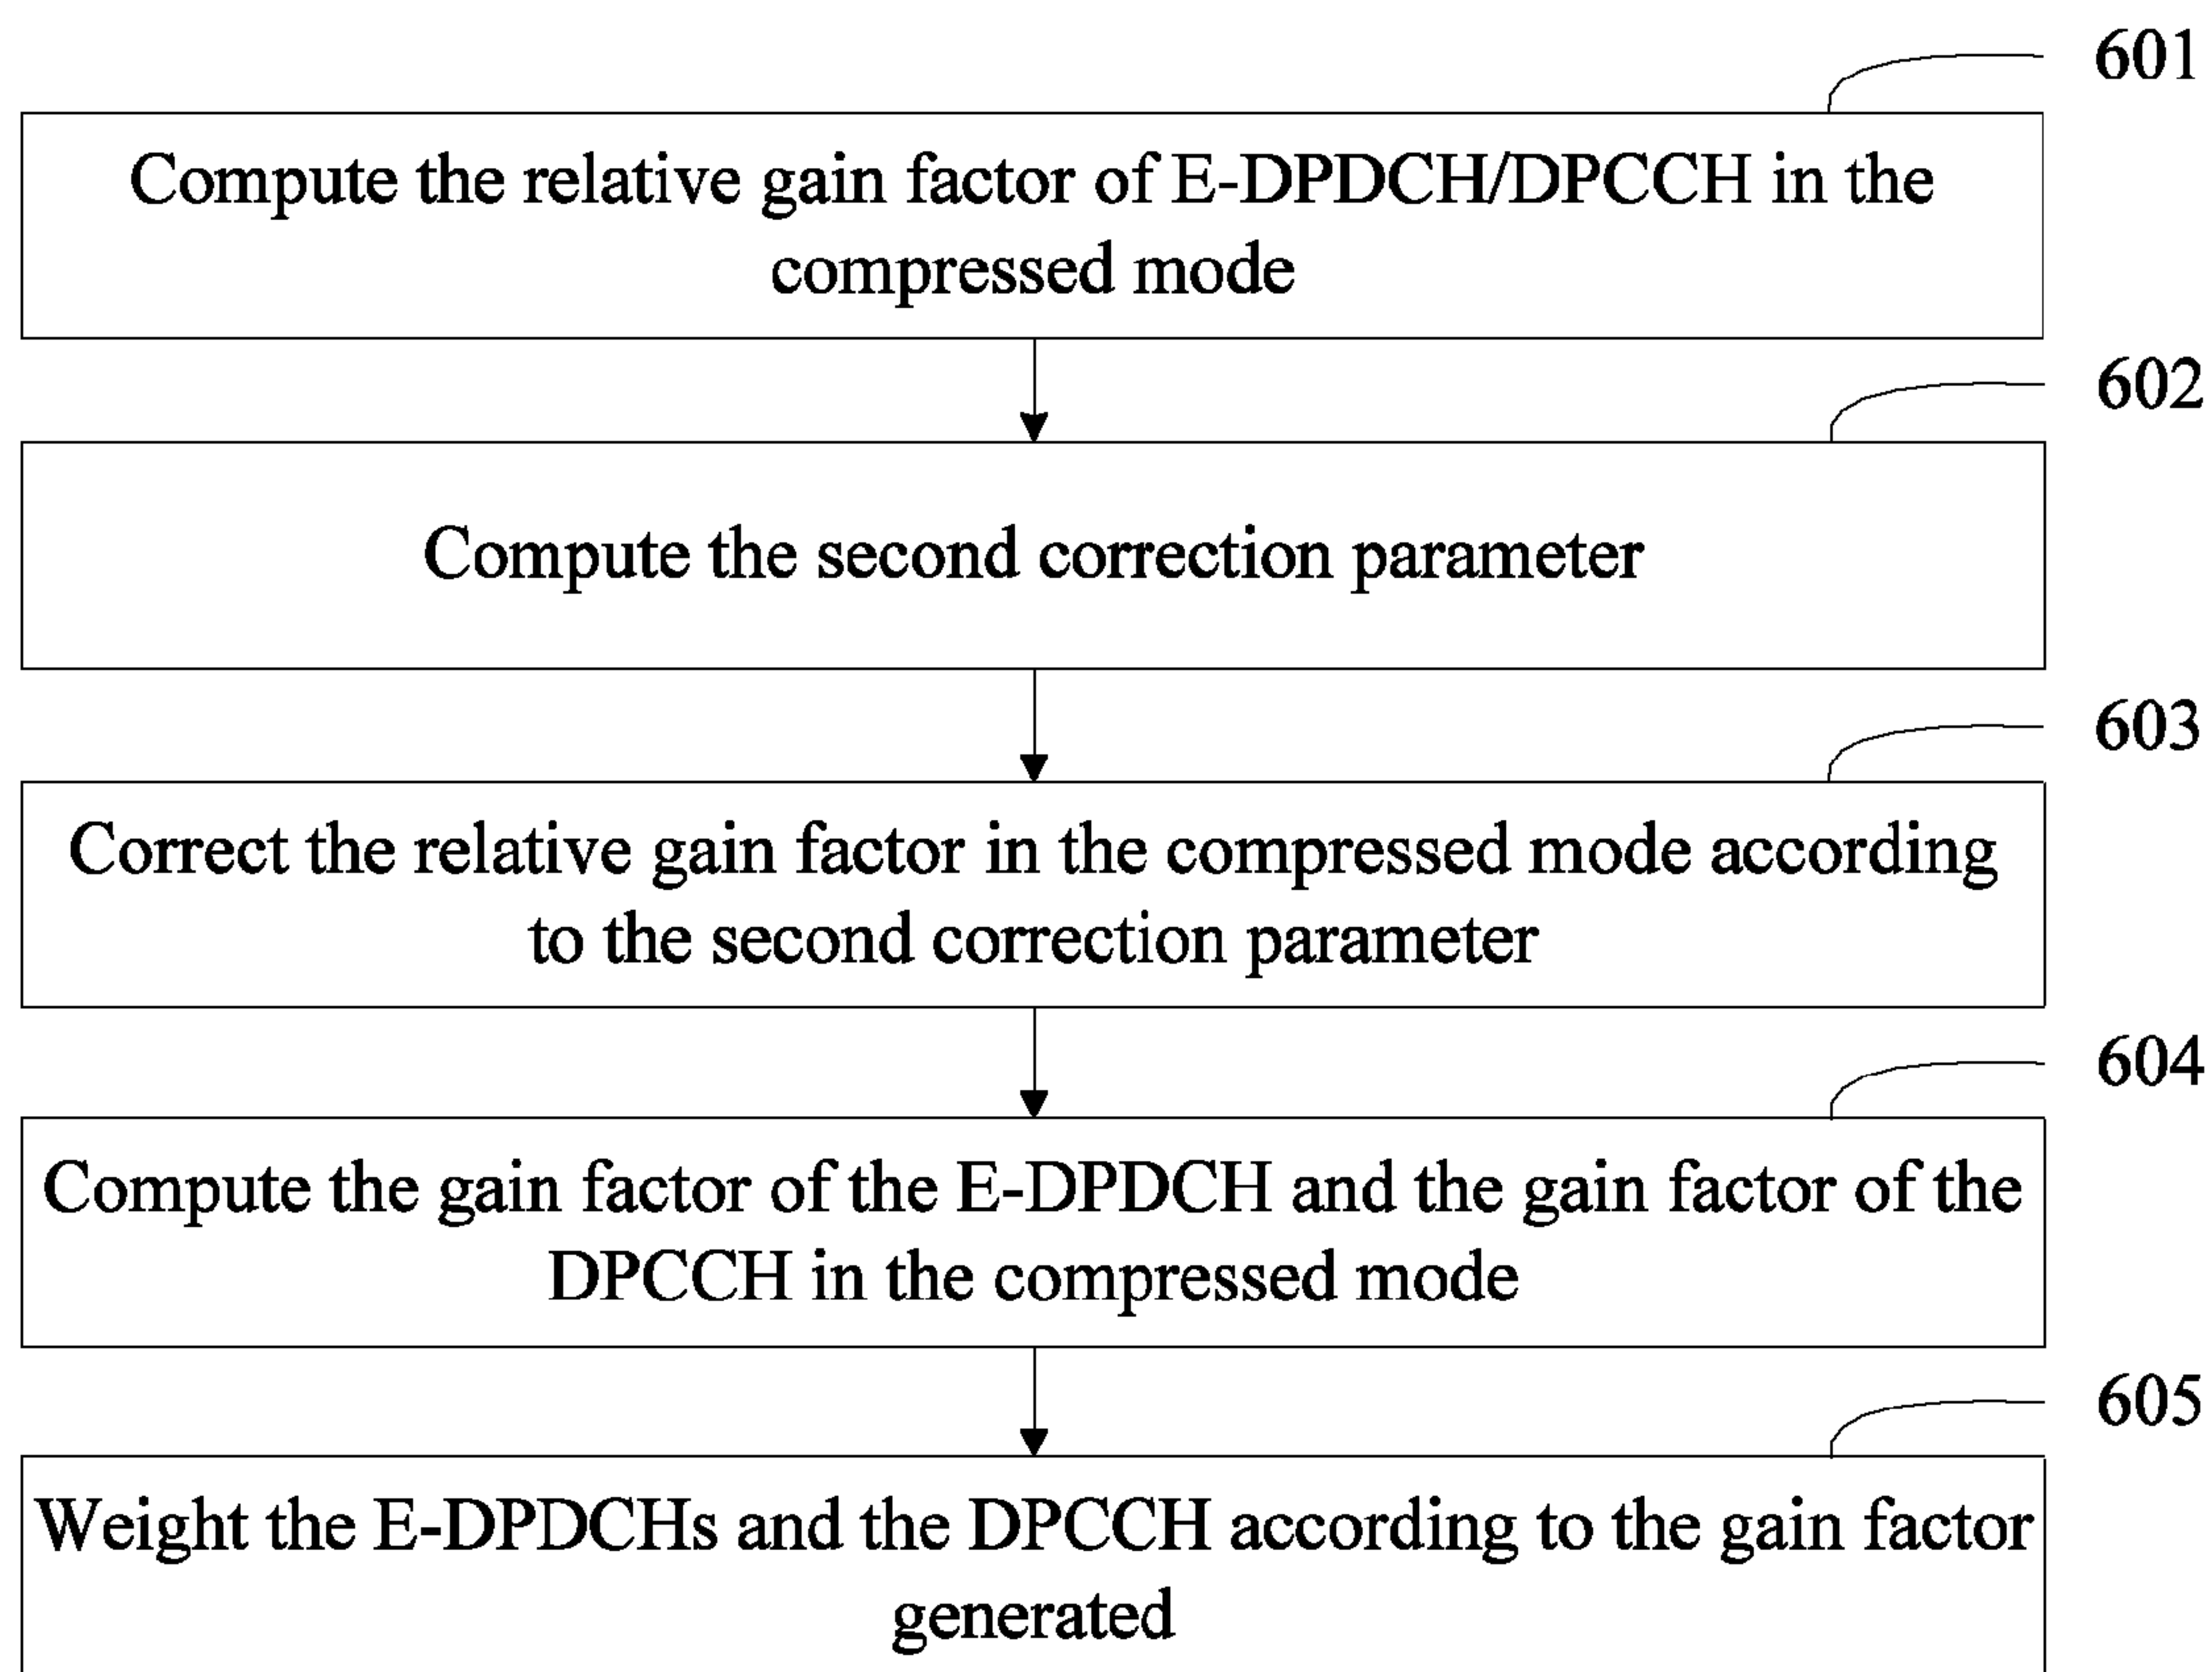 601
Compute the relative gain factor of E-DPDCH/DPCCH in the
compressed mode
602
Compute the second correction parameter
603
Correct the relative gain factor in the compressed mode according
to the second correction parameter
604
Compute the gain factor of the E-DPDCH and the gain factor of the
DPCCH in the compressed mode
605
Weight the E-DPDCHs and the DPCCH according to the gain factor
generated